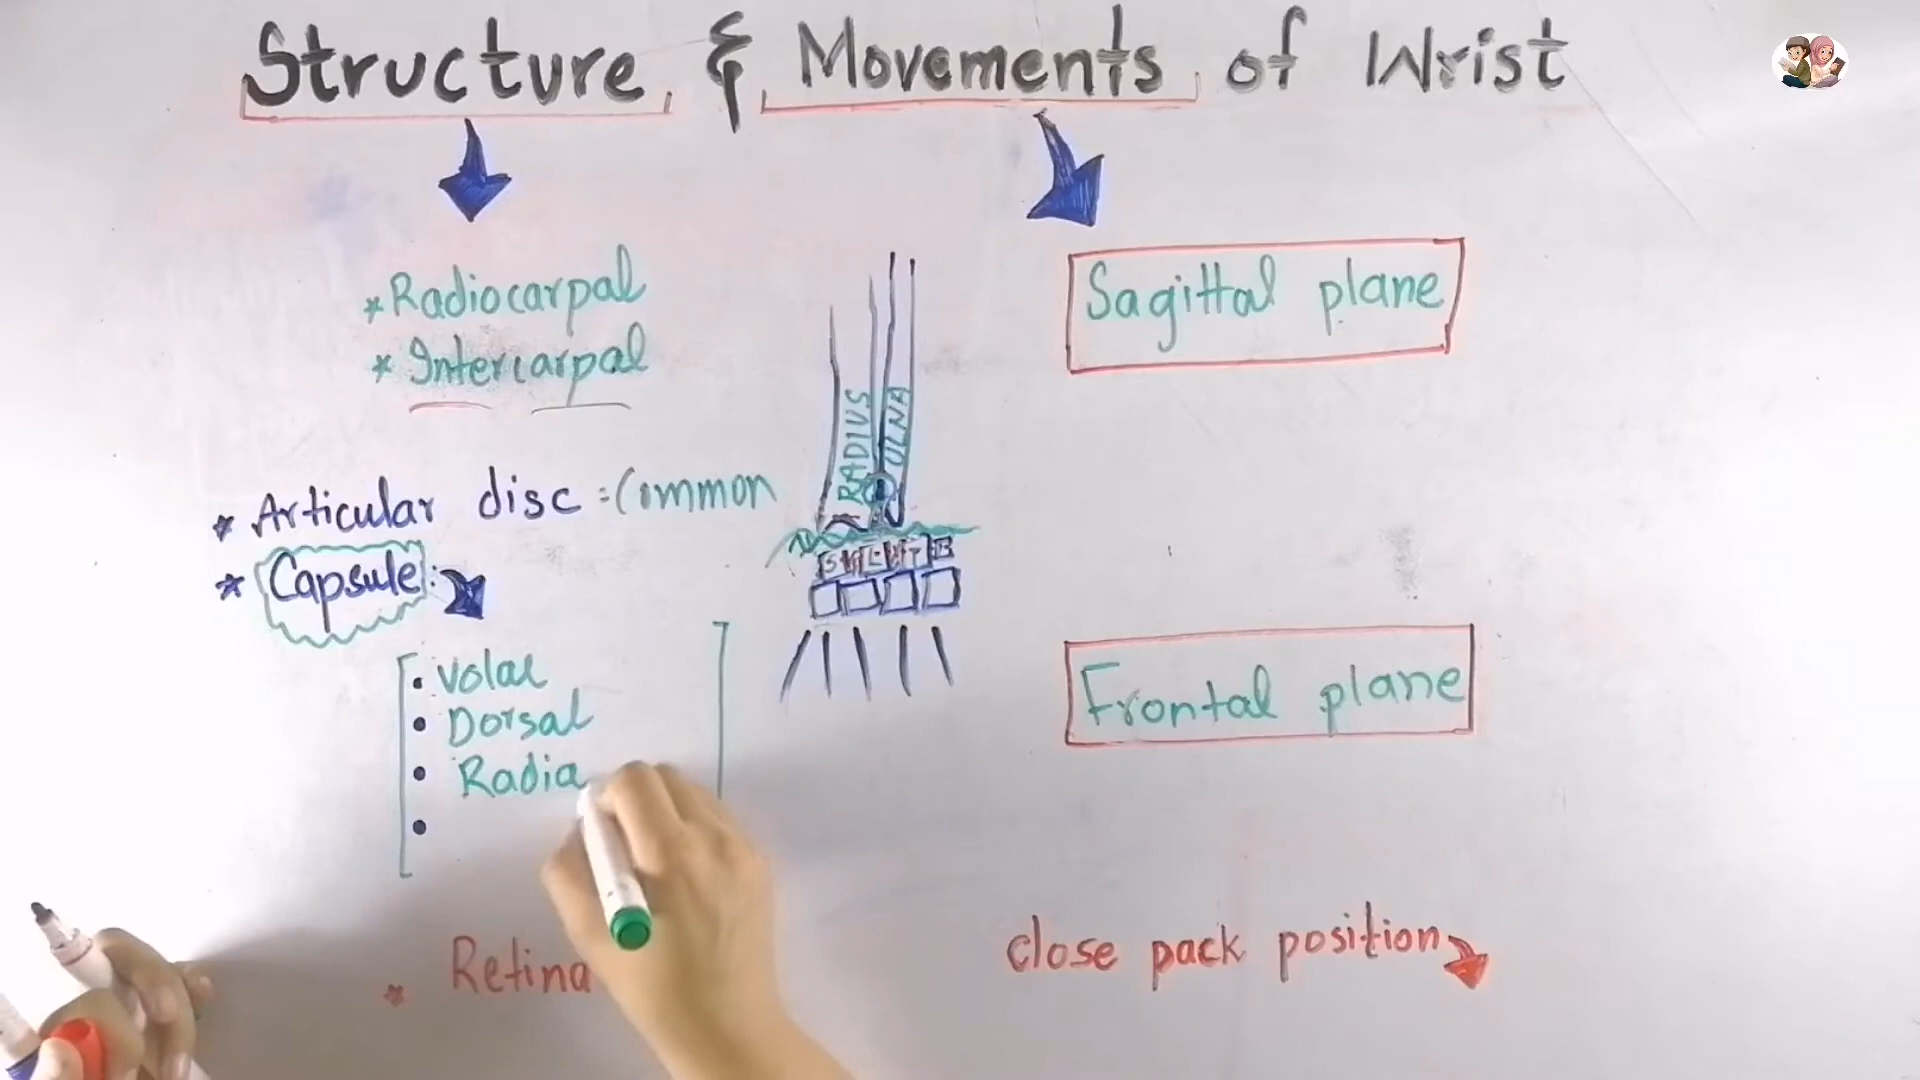 Structure & Movements of Wrist
* Radiocarpal
* Intercarpal
* Articular disc : Common
* Capsule :
• Volar
• Dorsal
• Radia
•
* Retina
RADIUS
ULNA
Sagittal plane
Frontal plane
close pack position